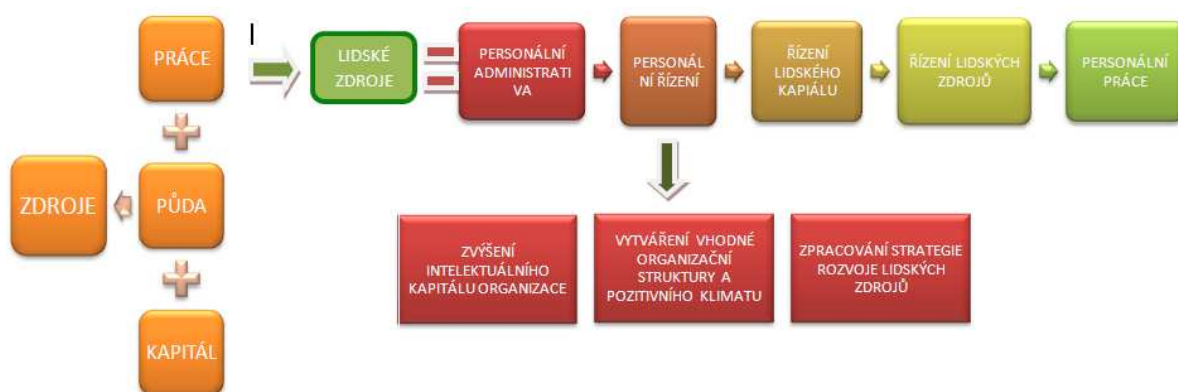 PRÁCE
PŮDA
KAPITÁL
ZDROJE
LIDSKÉ
ZDROJE
PERSONÁLNÍ
ADMINISTRATI
VA
PERSONÁL
NÍ ŘÍZENÍ
ŘÍZENÍ
LIDSKÉHO
KAPIÁLU
ŘÍZENÍ LIDSKÝCH
ZDROJŮ
PERSONÁLNÍ
PRÁCE
ZVÝŠENÍ
INTELEKTUÁLNÍHO
KAPITÁLU ORGANIZACE
VYTVÁŘENÍ VHODNÉ
ORGANIZAČNÍ
STRUKTURY A
POZITIVNÍHO KLIMATU
ZPRACOVÁNÍ STRATEGIE
ROZVOJE LIDSKÝCH
ZDROJŮ